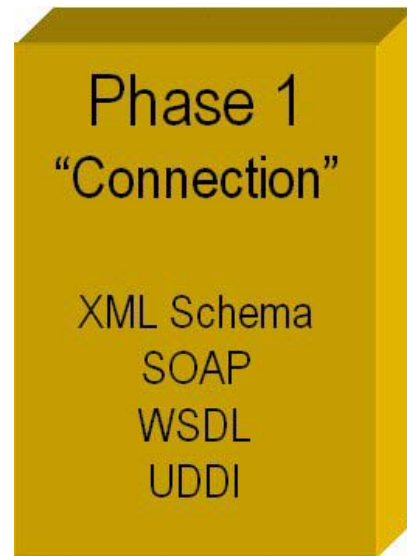 Phase 1
“Connection”
XML Schema
SOAP
WSDL
UDDI